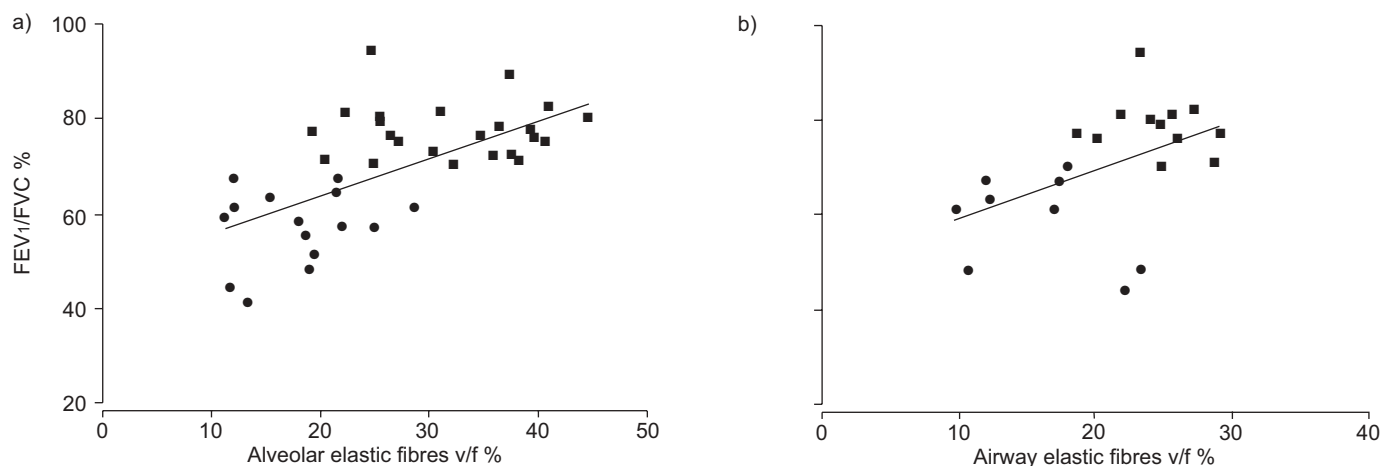 a)
100
80
60
40
20
FEV1/FVC %
0 10 20 30 40 50
Alveolar elastic fibres v/f %
b)
0 10 20 30 40
Airway elastic fibres v/f %